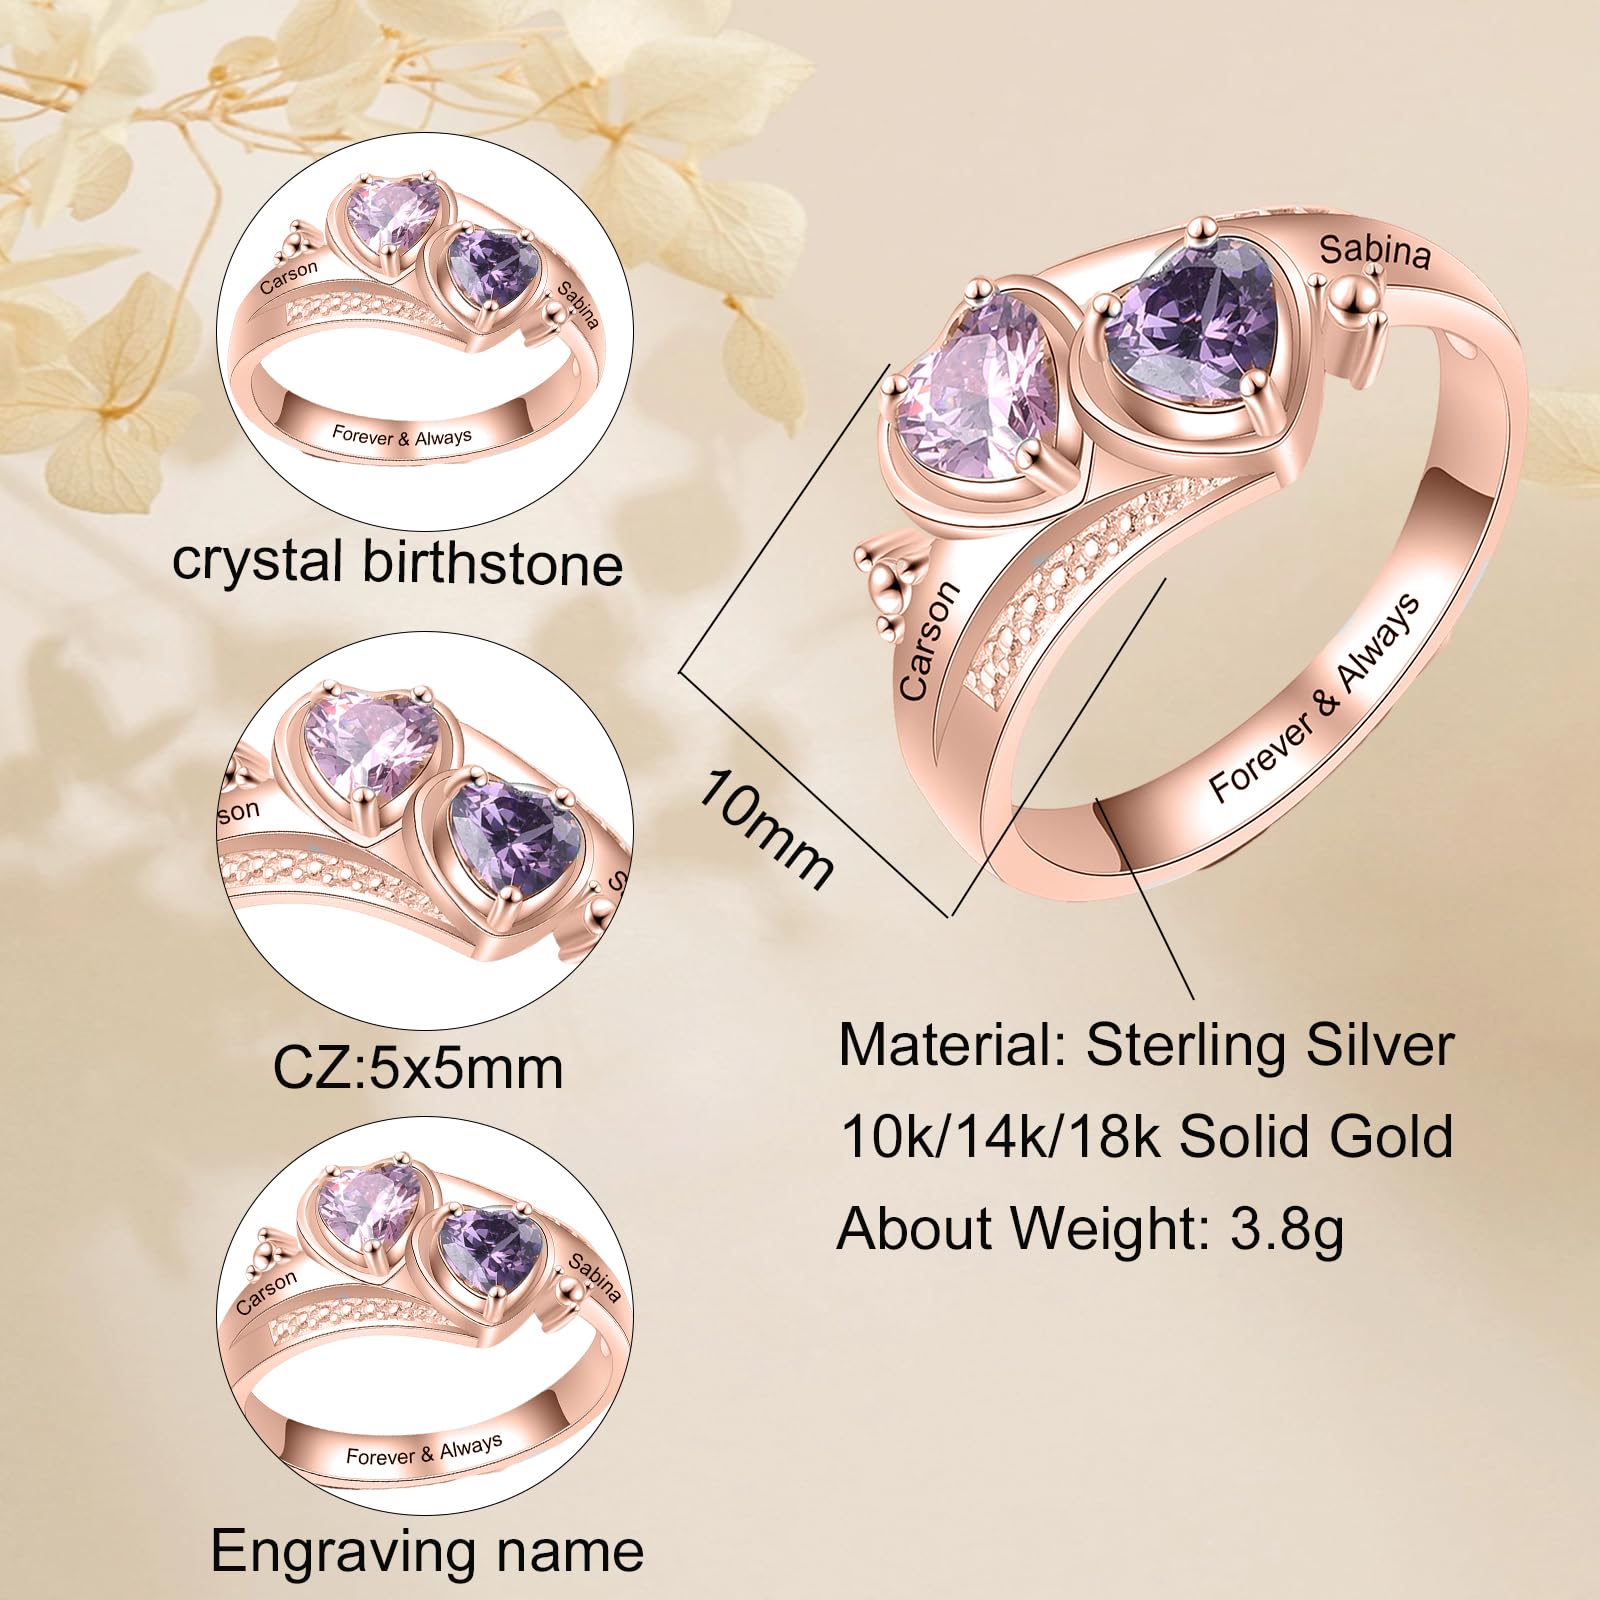 Carson
Sabina
Forever & Always
crystal birthstone
son
S
CZ:5x5mm
Carson
Sabina
Forever & Always
Engraving name
Sabina
Carson
Forever & Always
10mm
Material: Sterling Silver
10k/14k/18k Solid Gold
About Weight: 3.8g